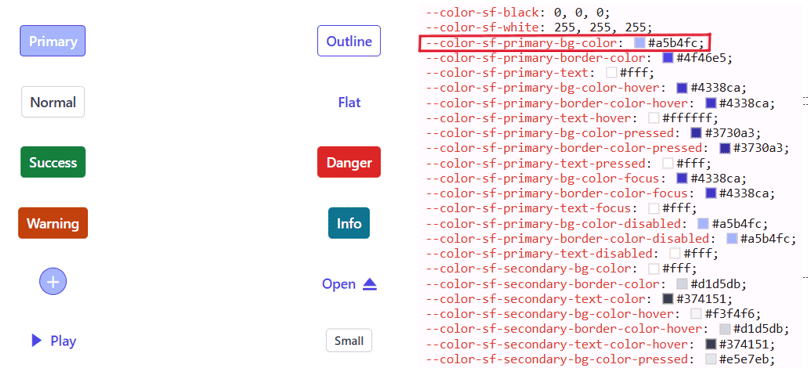 Primary
Outline
Normal
Flat
Success
Danger
Warning
Info
+
Open
Play
Small
--color-sf-black: 0, 0, 0;
--color-sf-white: 255, 255, 255;
--color-sf-primary-bg-color: #a5b4fc;
--color-sf-primary-border-color: #4f46e5;
--color-sf-primary-text: #fff;
--color-sf-primary-bg-color-hover: #4338ca;
--color-sf-primary-border-color-hover: #4338ca;
--color-sf-primary-text-hover: #ffffff;
--color-sf-primary-bg-color-pressed: #3730a3;
--color-sf-primary-border-color-pressed: #3730a3;
--color-sf-primary-text-pressed: #fff;
--color-sf-primary-bg-color-focus: #4338ca;
--color-sf-primary-border-color-focus: #4338ca;
--color-sf-primary-text-focus: #fff;
--color-sf-primary-bg-color-disabled: #a5b4fc;
--color-sf-primary-border-color-disabled: #a5b4fc;
--color-sf-primary-text-disabled: #fff;
--color-sf-secondary-bg-color: #fff;
--color-sf-secondary-border-color: #d1d5db;
--color-sf-secondary-text-color: #374151;
--color-sf-secondary-bg-color-hover: #f3f4f6;
--color-sf-secondary-border-color-hover: #d1d5db;
--color-sf-secondary-text-color-hover: #374151;
--color-sf-secondary-bg-color-pressed: #e5e7eb;